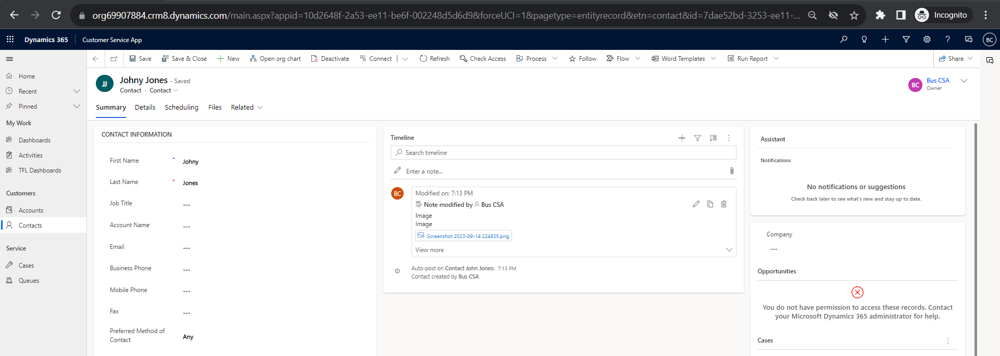 org69907884.crm8.dynamics.com/main.aspx?appid=10d2648f-2a53-ee11-be6f-002248d5d6d9&forceUCI=1&pagetype=entityrecord&etn=contact&id=7dae52bd-3253-ee11-...
Incognito
Dynamics 365
Customer Service App
BC
Save
Save & Close
New
Open org chart
Deactivate
Connect
Refresh
Check Access
Process
Follow
Flow
Word Templates
Run Report
Share
Home
Recent
Pinned
My Work
Dashboards
Activities
TFL Dashboards
Customers
Accounts
Contacts
Service
Cases
Queues
JJ
Johny Jones - Saved
Contact · Contact
BC
Bus CSA
Owner
Summary
Details
Scheduling
Files
Related
CONTACT INFORMATION
First Name
Johny
Last Name *
Jones
Job Title
---
Account Name
---
Email
---
Business Phone
---
Mobile Phone
---
Fax
---
Preferred Method of
Contact
Any
Timeline
Search timeline
Enter a note...
BC
Modified on: 7:13 PM
Note modified by Bus CSA
Image
Image
Screenshot 2023-09-14 224835.png
View more
Auto-post on Contact John Jones: 7:13 PM
Contact created by Bus CSA
Assistant
Notifications
No notifications or suggestions
Check back later to see what's new and stay up to date.
Company
---
Opportunities
You do not have permission to access these records. Contact
your Microsoft Dynamics 365 administrator for help.
Cases